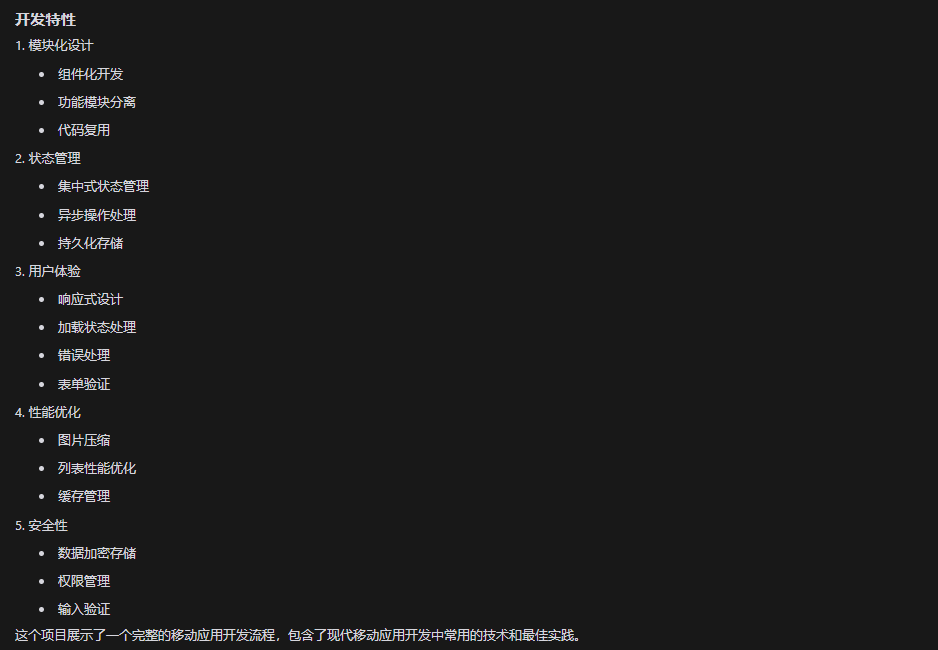 开发特性
1. 模块化设计
• 组件化开发
• 功能模块分离
• 代码复用
2. 状态管理
• 集中式状态管理
• 异步操作处理
• 持久化存储
3. 用户体验
• 响应式设计
• 加载状态处理
• 错误处理
• 表单验证
4. 性能优化
• 图片压缩
• 列表性能优化
• 缓存管理
5. 安全性
• 数据加密存储
• 权限管理
• 输入验证
这个项目展示了一个完整的移动应用开发流程，包含了现代移动应用开发中常用的技术和最佳实践。